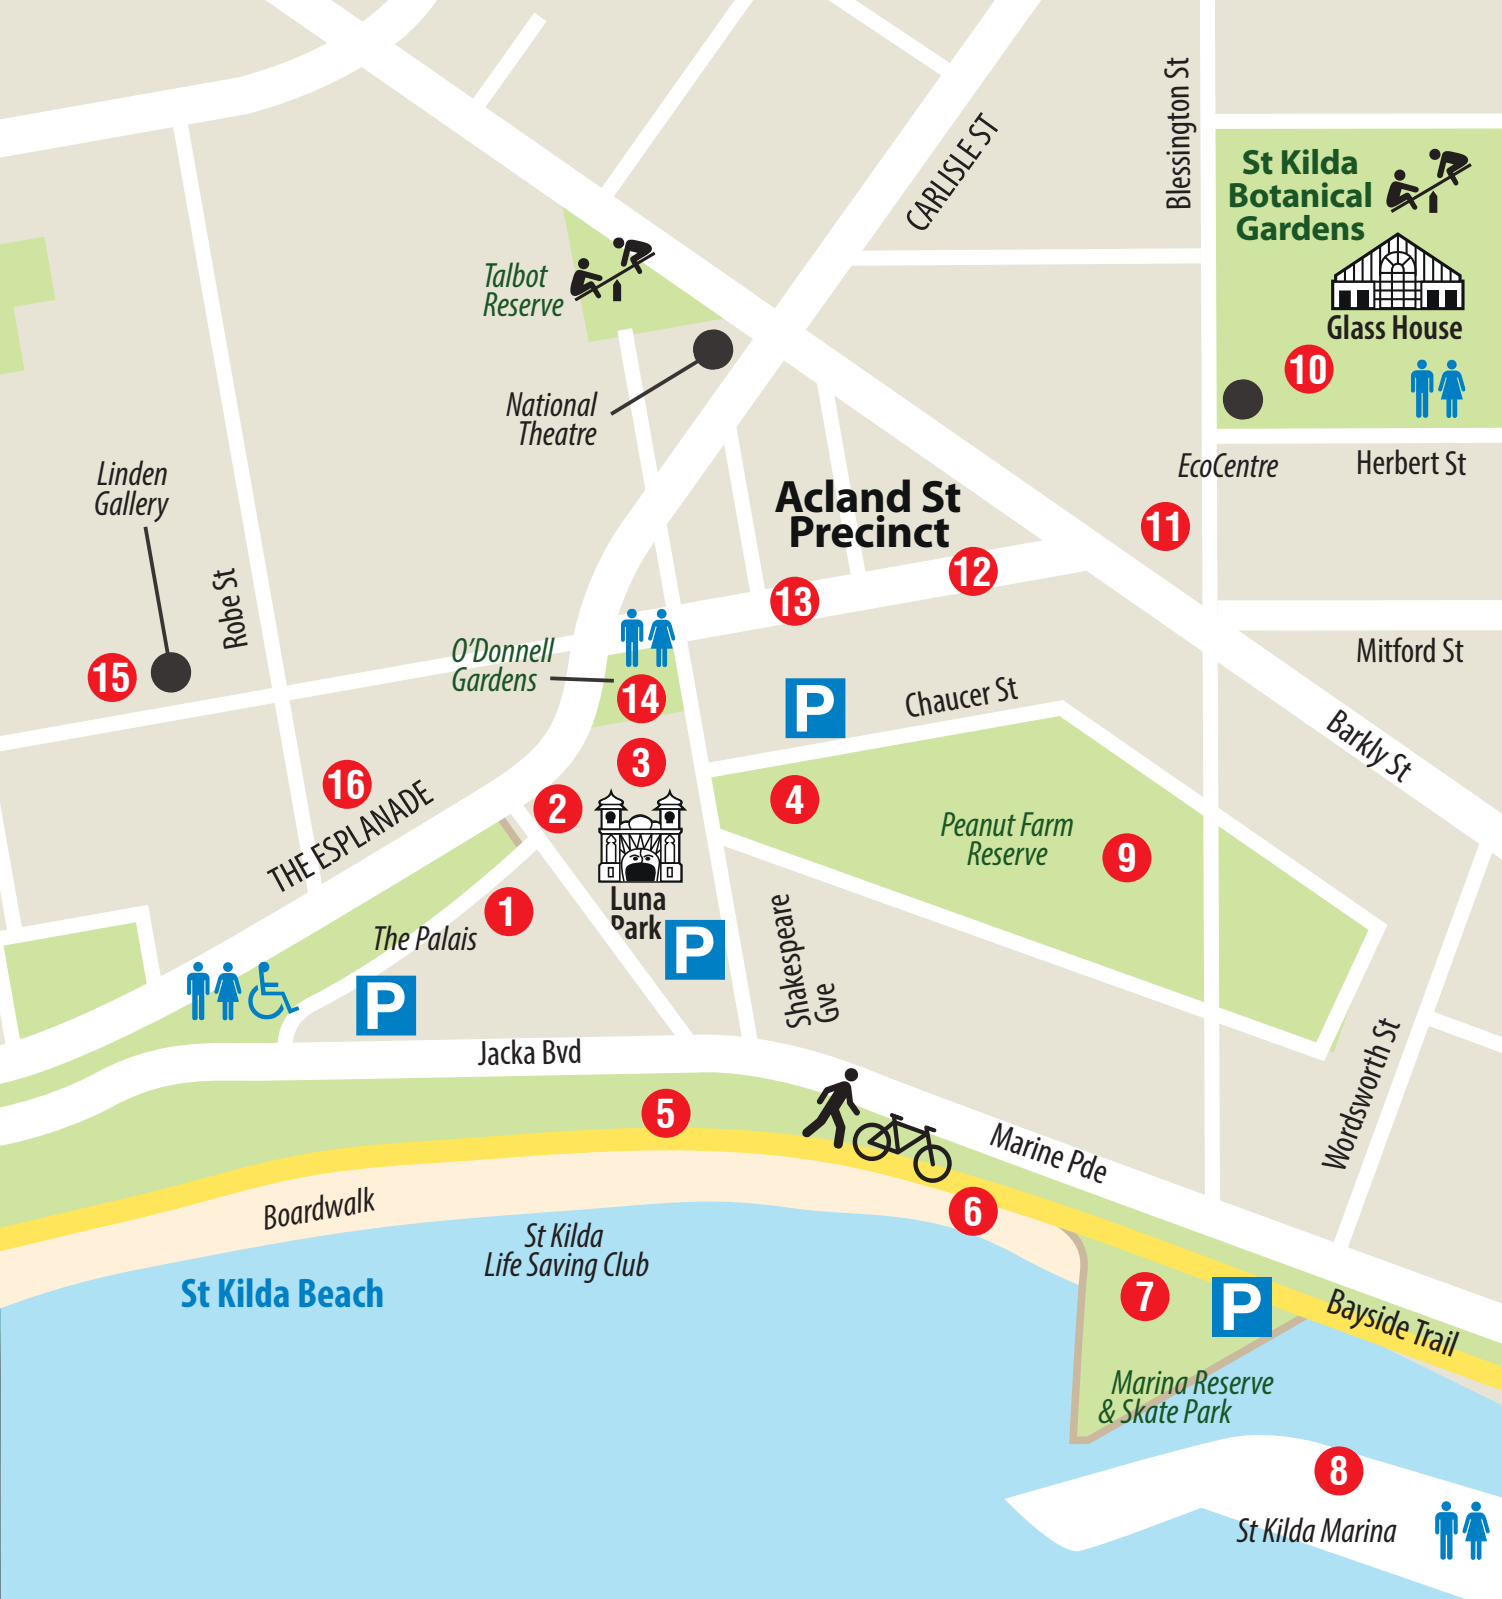 Blessington St
CARLISLE ST
St Kilda
Botanical
Gardens
Glass House
10
Talbot
Reserve
National
Theatre
Linden
Gallery
EcoCentre
Herbert St
Acland St
Precinct
11
12
13
Robe St
O'Donnell
Gardens
14
15
Mitford St
P
Chaucer St
Barkly St
16
THE ESPLANADE
3
2
4
Peanut Farm
Reserve
9
Luna
Park
P
1
The Palais
P
Shakespeare
Gve
Wordsworth St
Jacka Bvd
5
Marine Pde
6
Boardwalk
St Kilda
Life Saving Club
St Kilda Beach
7
P
Bayside Trail
Marina Reserve
& Skate Park
8
St Kilda Marina